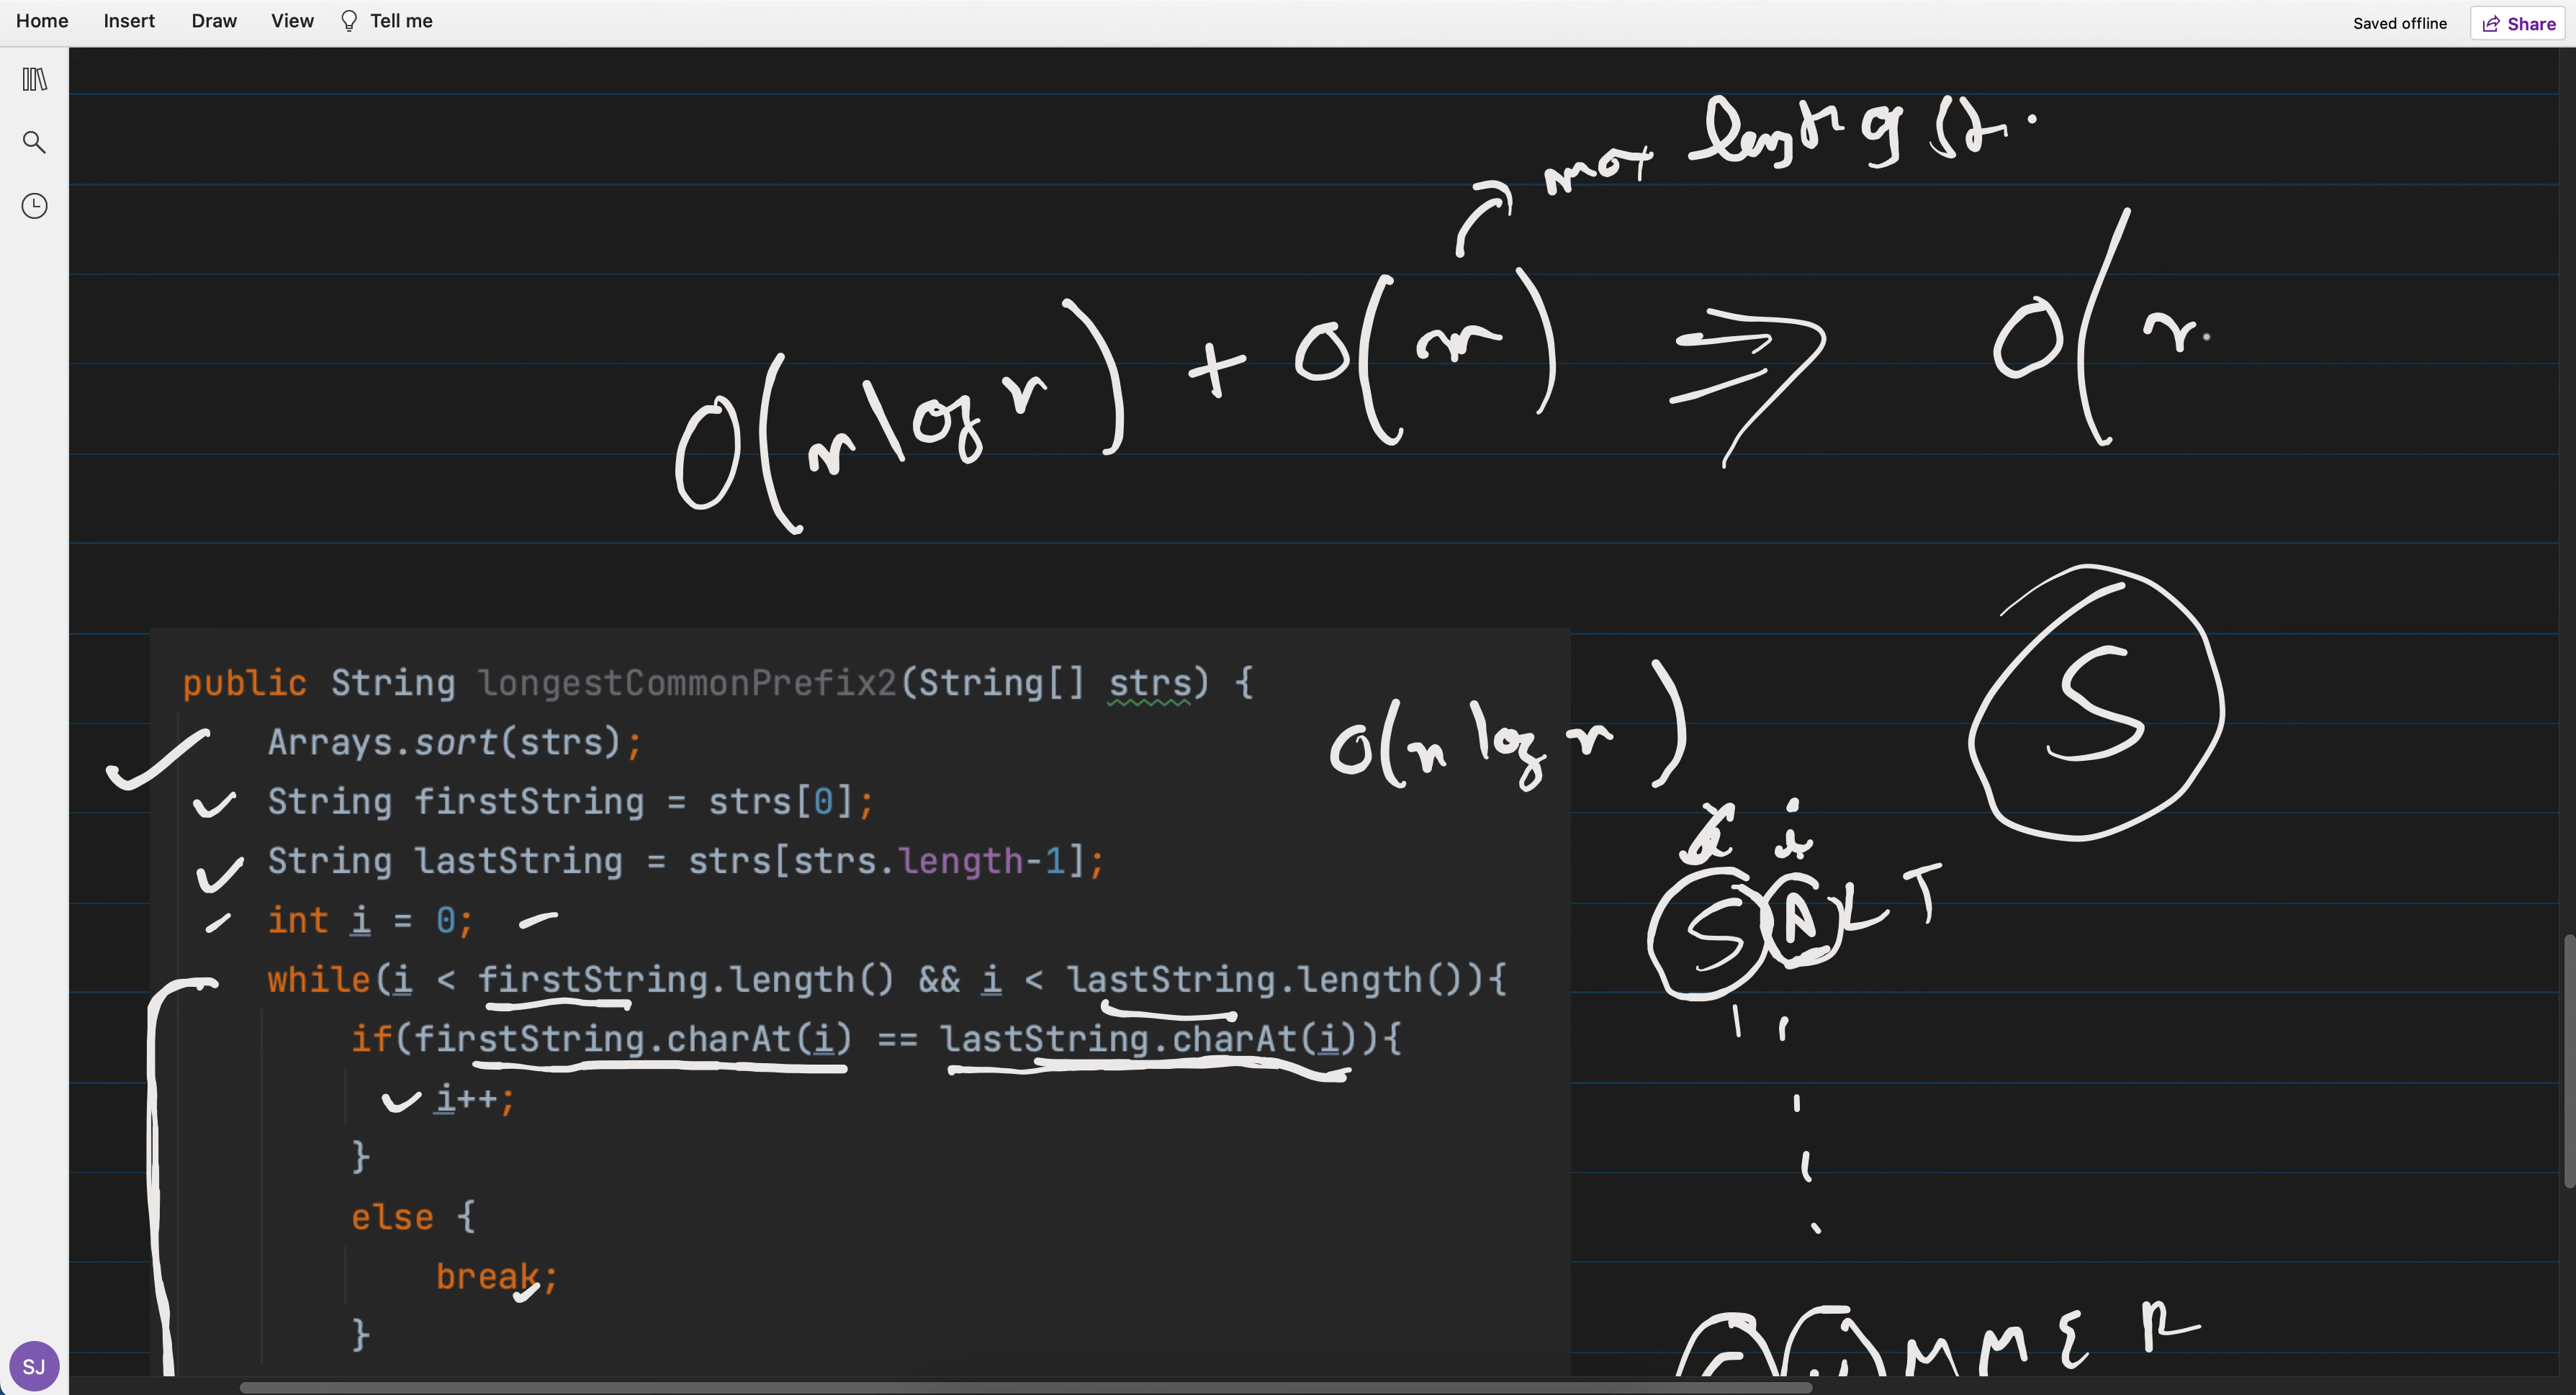 Home Insert Draw View Tell me Saved offline Share
max length of st.
O(n log n) + O(m) ⇒ O(n
public String longestCommonPrefix2(String[] strs) {
Arrays.sort(strs);
O(n log n)
String firstString = strs[0];
String lastString = strs[strs.length-1];
int i = 0;
while(i < firstString.length() && i < lastString.length()){
if(firstString.charAt(i) == lastString.charAt(i)){
i++;
}
else {
break;
}
S
i i
SALT
MMER
SJ